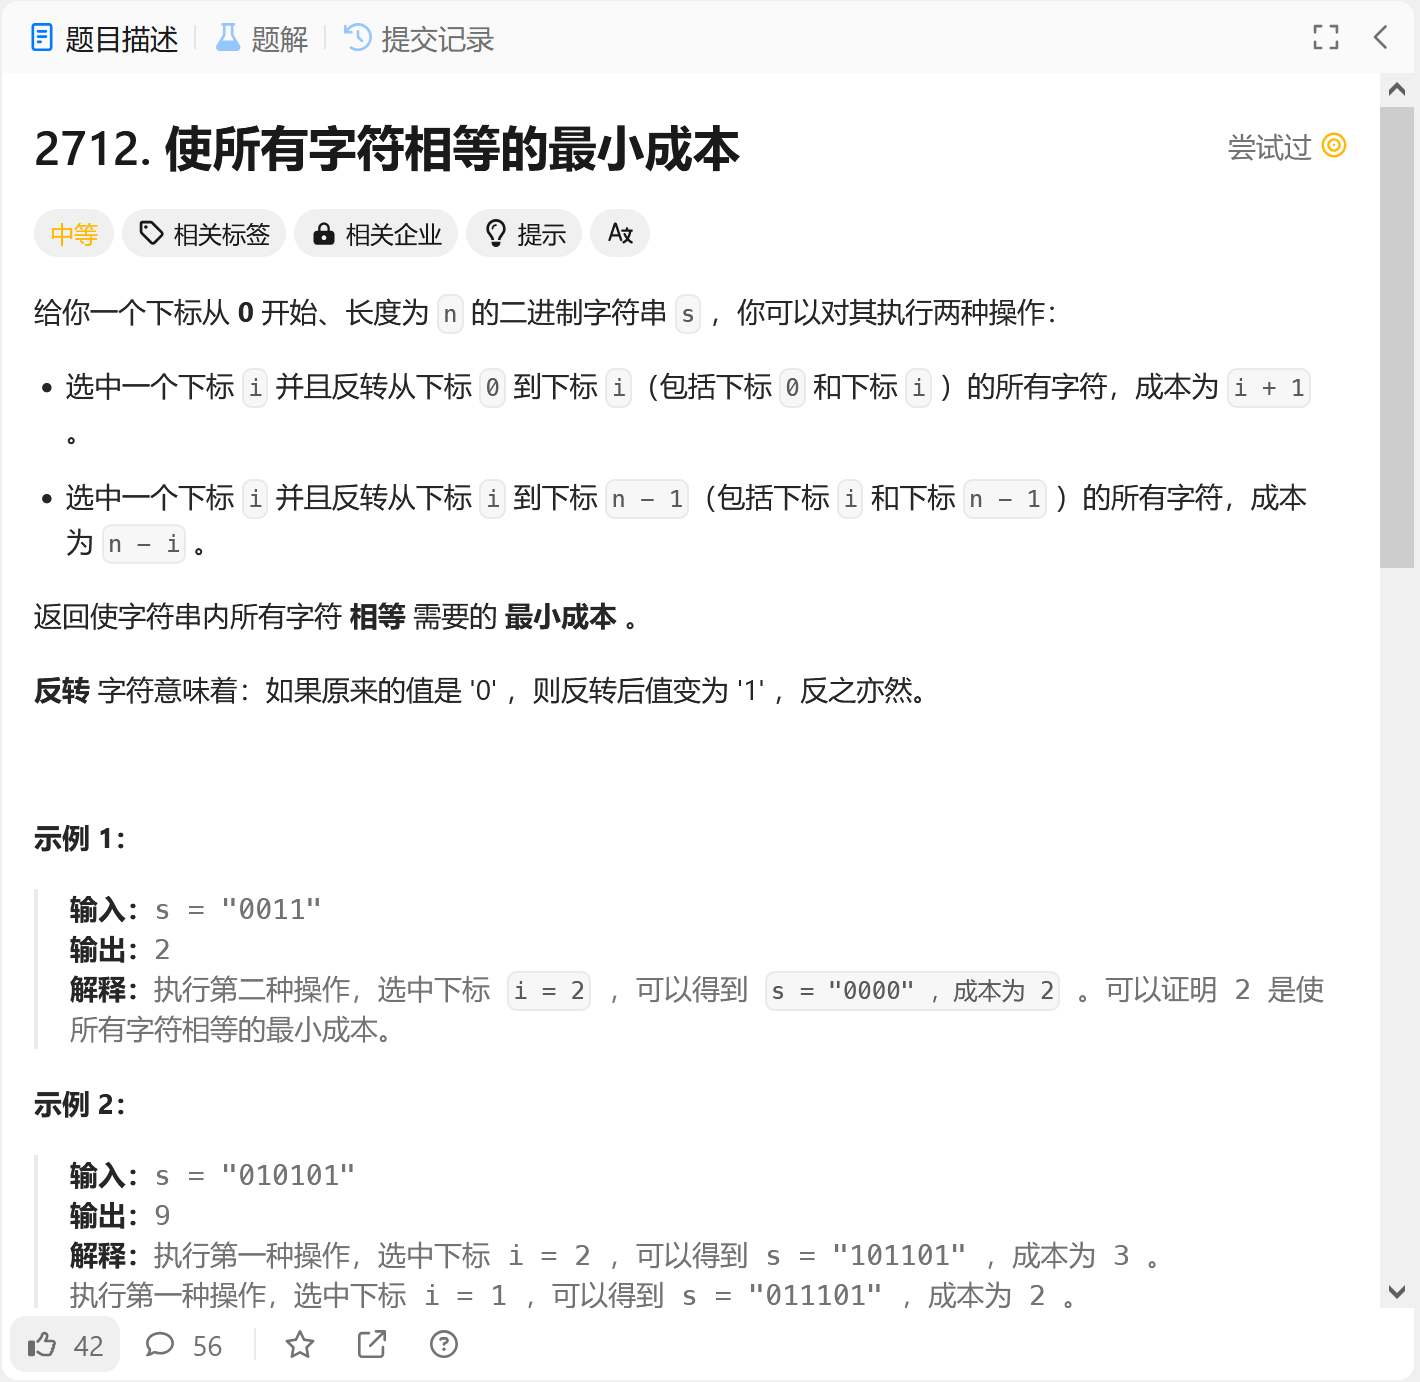 题目描述 题解 提交记录
2712. 使所有字符相等的最小成本 尝试过
中等 相关标签 相关企业 提示 Axx
给你一个下标从 0 开始、长度为 n 的二进制字符串 s ，你可以对其执行两种操作：
• 选中一个下标 i 并且反转从下标 0 到下标 i（包括下标 0 和下标 i ）的所有字符，成本为 i + 1
。
• 选中一个下标 i 并且反转从下标 i 到下标 n - 1（包括下标 i 和下标 n - 1 ）的所有字符，成本
为 n - i 。
返回使字符串内所有字符 相等 需要的 最小成本 。
反转 字符意味着：如果原来的值是 '0' ，则反转后值变为 '1' ，反之亦然。
示例 1：
输入：s = "0011"
输出：2
解释：执行第二种操作，选中下标 i = 2 ，可以得到 s = "0000" ，成本为 2 。可以证明 2 是使
所有字符相等的最小成本。
示例 2：
输入：s = "010101"
输出：9
解释：执行第一种操作，选中下标 i = 2 ，可以得到 s = "101101" ，成本为 3 。
执行第一种操作，选中下标 i = 1 ，可以得到 s = "011101" ，成本为 2 。
42 56